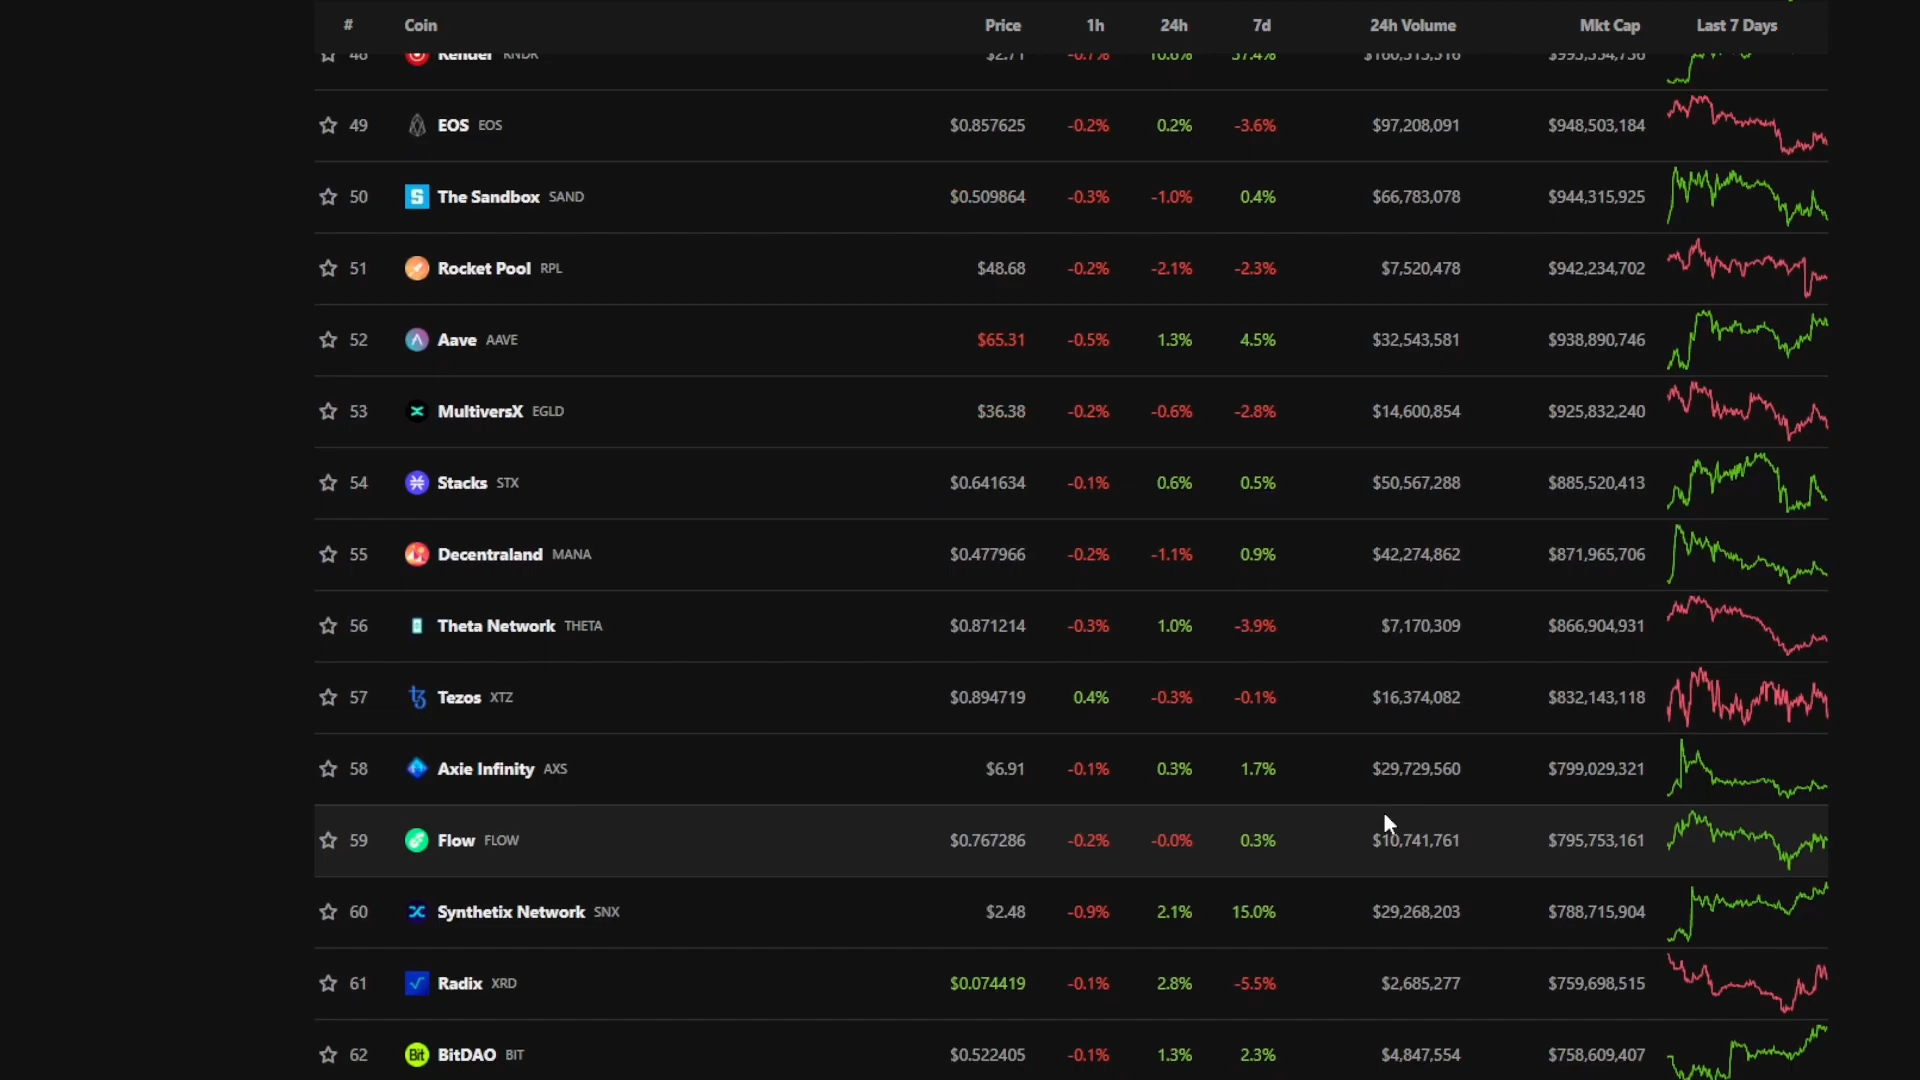 # Coin Price 1h 24h 7d 24h Volume Mkt Cap Last 7 Days
48 Render RNDR $2.71 -0.7% 10.6% 37.4%
49 EOS EOS $0.857625 -0.2% 0.2% -3.6% $97,208,091 $948,503,184
50 The Sandbox SAND $0.509864 -0.3% -1.0% 0.4% $66,783,078 $944,315,925
51 Rocket Pool RPL $48.68 -0.2% -2.1% -2.3% $7,520,478 $942,234,702
52 Aave AAVE $65.31 -0.5% 1.3% 4.5% $32,543,581 $938,890,746
53 MultiversX EGLD $36.38 -0.2% -0.6% -2.8% $14,600,854 $925,832,240
54 Stacks STX $0.641634 -0.1% 0.6% 0.5% $50,567,288 $885,520,413
55 Decentraland MANA $0.477966 -0.2% -1.1% 0.9% $42,274,862 $871,965,706
56 Theta Network THETA $0.871214 -0.3% 1.0% -3.9% $7,170,309 $866,904,931
57 Tezos XTZ $0.894719 0.4% -0.3% -0.1% $16,374,082 $832,143,118
58 Axie Infinity AXS $6.91 -0.1% 0.3% 1.7% $29,729,560 $799,029,321
59 Flow FLOW $0.767286 -0.2% -0.0% 0.3% $10,741,761 $795,753,161
60 Synthetix Network SNX $2.48 -0.9% 2.1% 15.0% $29,268,203 $788,715,904
61 Radix XRD $0.074419 -0.1% 2.8% -5.5% $2,685,277 $759,698,515
62 Bit BitDAO BIT $0.522405 -0.1% 1.3% 2.3% $4,847,554 $758,609,407